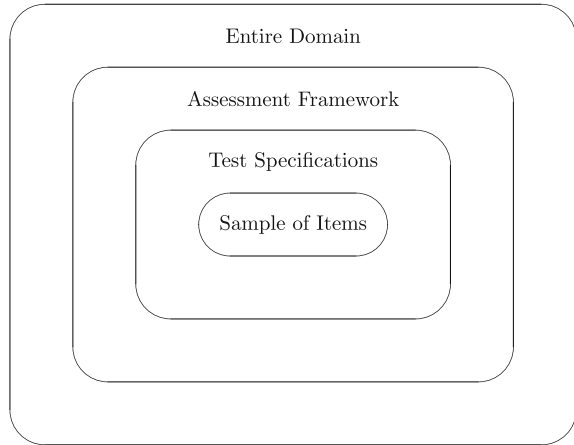 Entire Domain
Assessment Framework
Test Specifications
Sample of Items